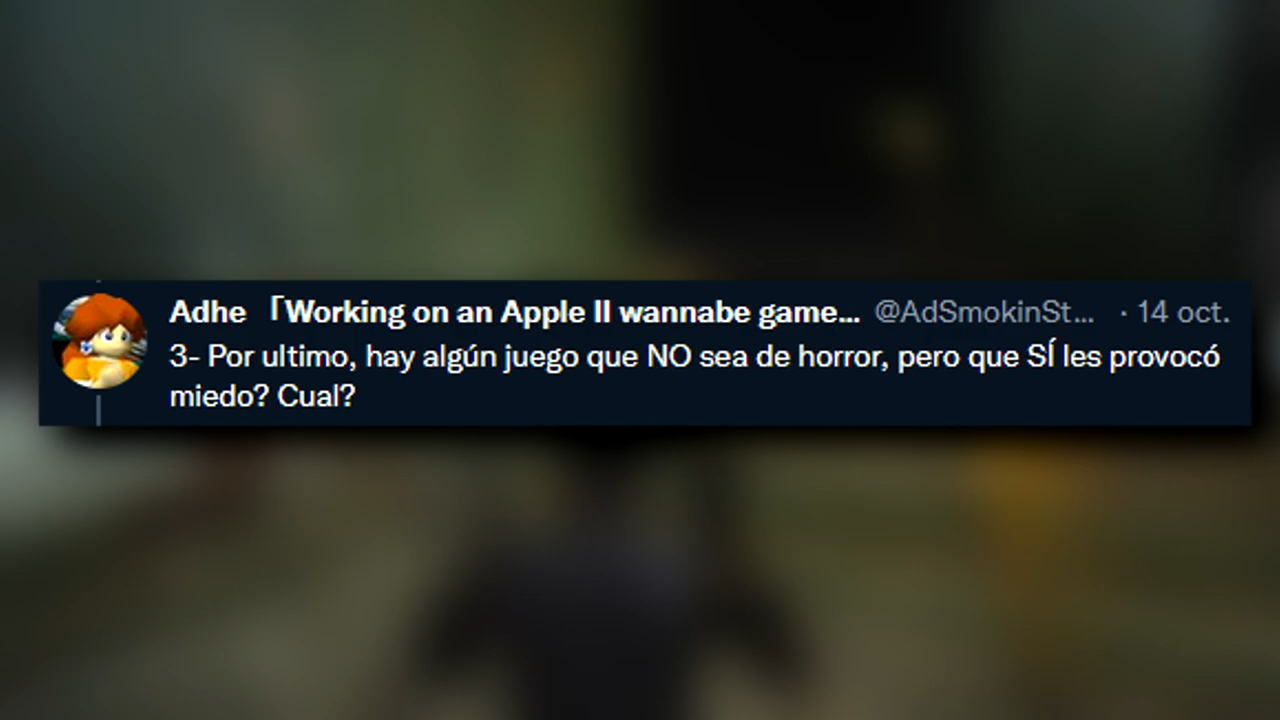 Adhe 「Working on an Apple II wannabe game... @AdSmokinSt... · 14 oct.
3- Por ultimo, hay algún juego que NO sea de horror, pero que SÍ les provocó
miedo? Cual?